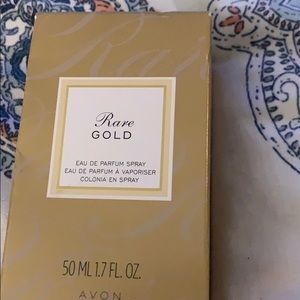 Rare
GOLD
EAU DE PARFUM SPRAY
EAU DE PARFUM À VAPORISER
COLONIA EN SPRAY
50 ML 1.7 FL. OZ.
AVON